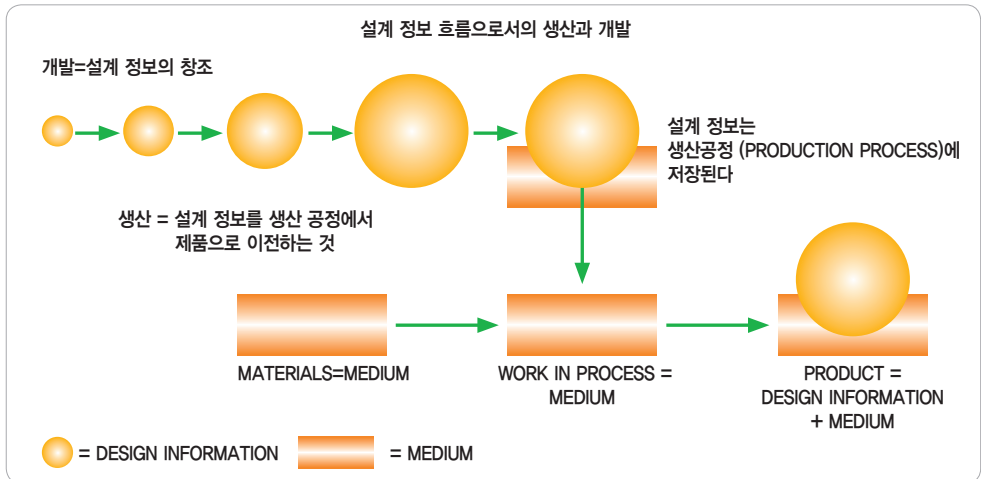 설계 정보 흐름으로서의 생산과 개발
개발=설계 정보의 창조
설계 정보는
생산공정 (PRODUCTION PROCESS)에
저장된다
생산 = 설계 정보를 생산 공정에서
제품으로 이전하는 것
MATERIALS=MEDIUM
WORK IN PROCESS =
MEDIUM
PRODUCT =
DESIGN INFORMATION
+ MEDIUM
= DESIGN INFORMATION
= MEDIUM